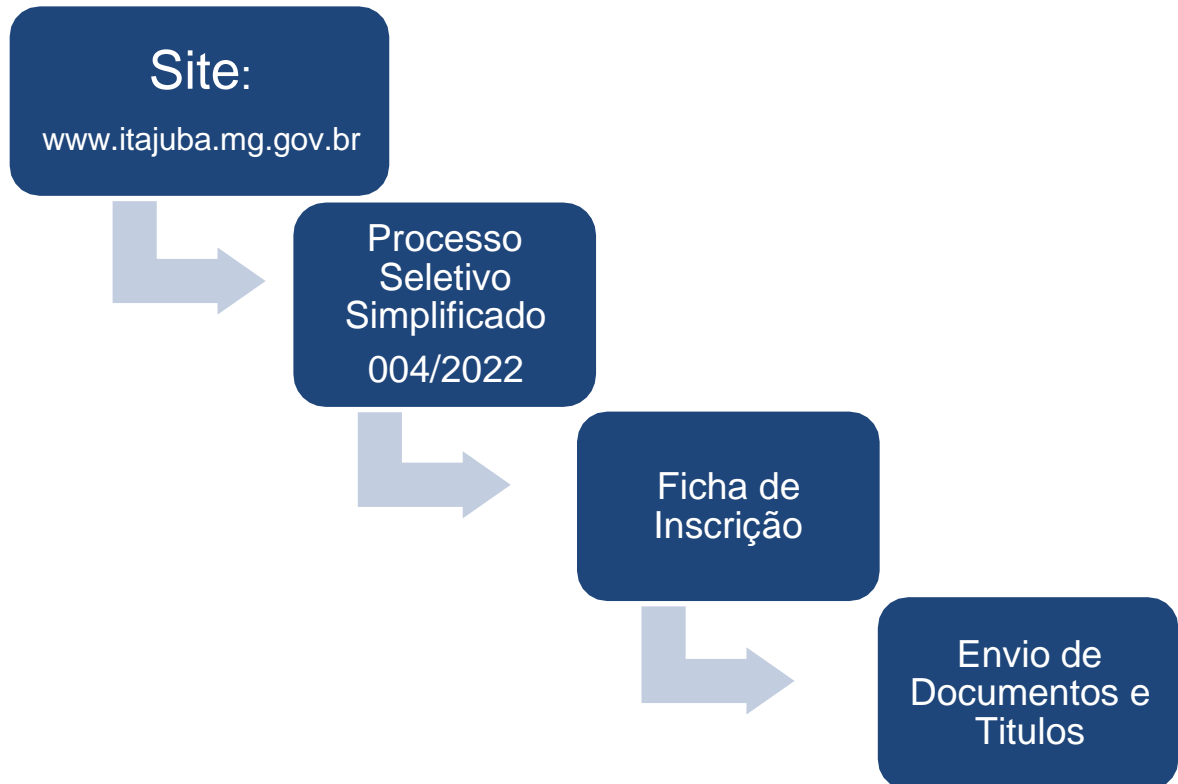 Site:
www.itajuba.mg.gov.br
Processo
Seletivo
Simplificado
004/2022
Ficha de
Inscrição
Envio de
Documentos e
Titulos